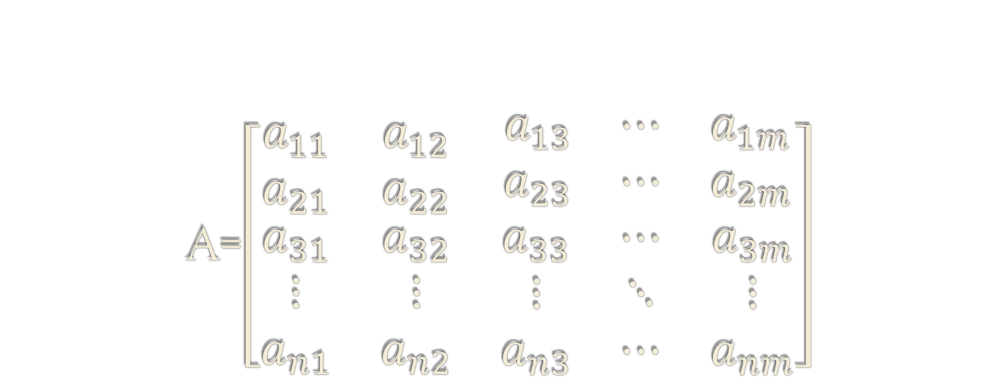 a₁₁ a₁₂ a₁₃ ⋯ a₁ₘ
a₂₁ a₂₂ a₂₃ ⋯ a₂ₘ
A= a₃₁ a₃₂ a₃₃ ⋯ a₃ₘ
⋮ ⋮ ⋮ ⋱ ⋮
aₙ₁ aₙ₂ aₙ₃ ⋯ aₙₘ